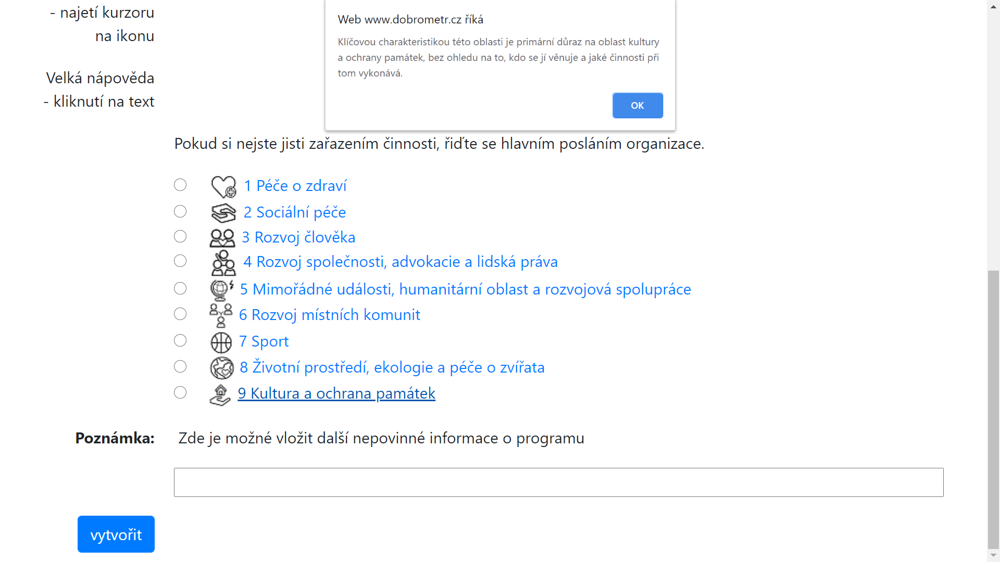 - najetí kurzoru
na ikonu
Velká nápověda
- kliknutí na text
Web www.dobrometr.cz říká
Klíčovou charakteristikou této oblasti je primární důraz na oblast kultury
a ochrany památek, bez ohledu na to, kdo se jí věnuje a jaké činnosti při
tom vykonává.
OK
Pokud si nejste jisti zařazením činnosti, řiďte se hlavním posláním organizace.
1 Péče o zdraví
2 Sociální péče
3 Rozvoj člověka
4 Rozvoj společnosti, advokacie a lidská práva
5 Mimořádné události, humanitární oblast a rozvojová spolupráce
6 Rozvoj místních komunit
7 Sport
8 Životní prostředí, ekologie a péče o zvířata
9 Kultura a ochrana památek
Poznámka: Zde je možné vložit další nepovinné informace o programu
vytvořit